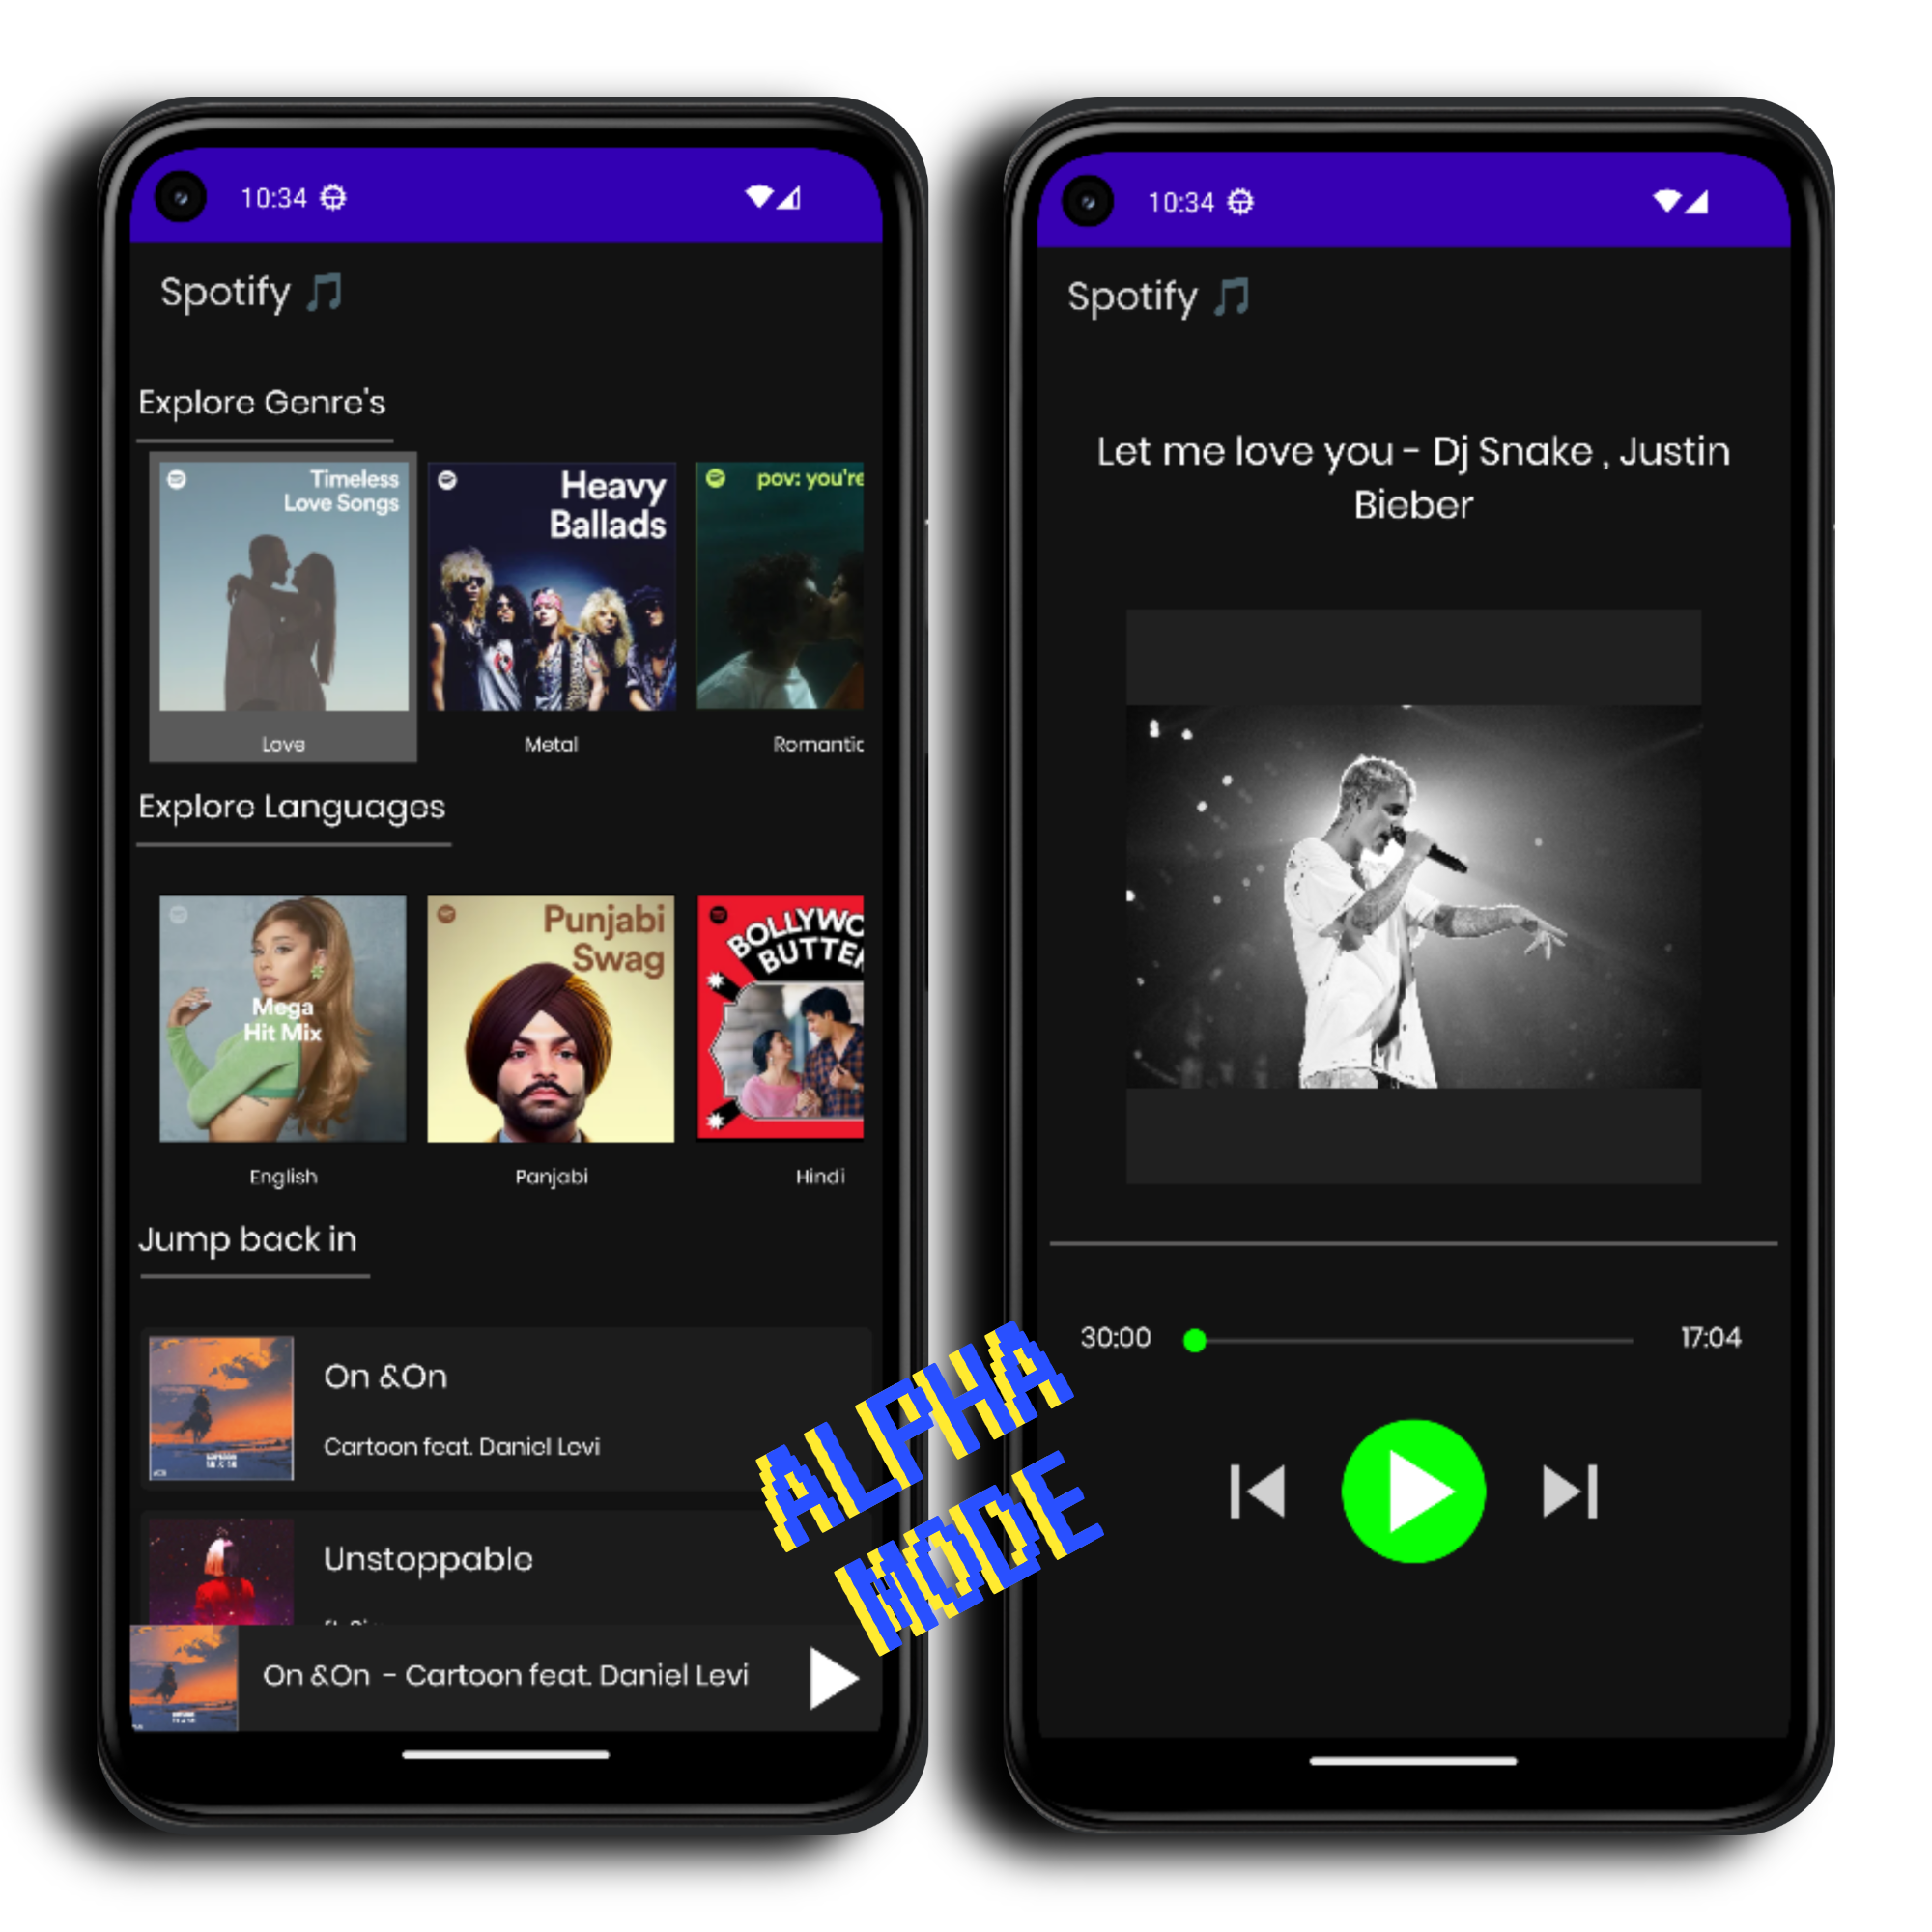 10:34
Spotify
Explore Genre's
Timeless
Love Songs
Heavy
Ballads
pov: you're
Love
Metal
Romantic
Explore Languages
Mega
Hit Mix
Punjabi
Swag
BOLLYWO
BUTTE
English
Panjabi
Hindi
Jump back in
On &On
Cartoon feat. Daniel Levi
Unstoppable
On &On - Cartoon feat. Daniel Levi
10:34
Spotify
Let me love you - Dj Snake , Justin
Bieber
30:00
17:04
ALPHA
MODE